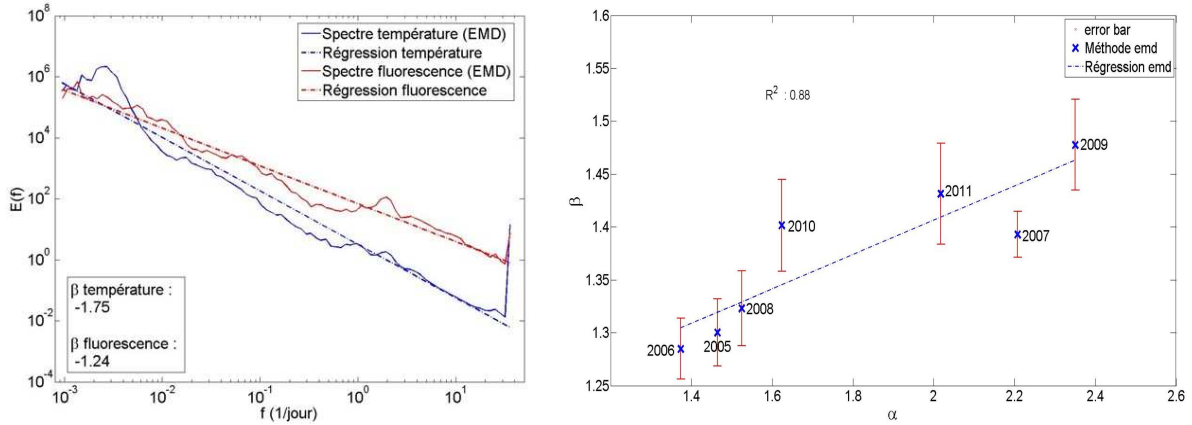 10^8
10^6
10^4
10^2
10^0
10^-2
10^-4
E(f)
Spectre température (EMD)
Régression température
Spectre fluorescence (EMD)
Régression fluorescence
β température :
-1.75
β fluorescence :
-1.24
10^-3
10^-2
10^-1
10^0
10^1
f (1/jour)
1.6
1.55
1.5
1.45
1.4
1.35
1.3
1.25
β
error bar
Méthode emd
Régression emd
R^2 : 0.88
2009
2011
2010
2007
2008
2006
2005
1.4
1.6
1.8
2
2.2
2.4
2.6
α